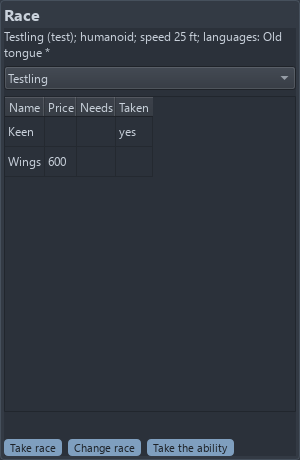 Race
Testling (test); humanoid; speed 25 ft; languages: Old
tongue *
Testling
Name Price Needs Taken
Keen yes
Wings 600
Take race Change race Take the ability